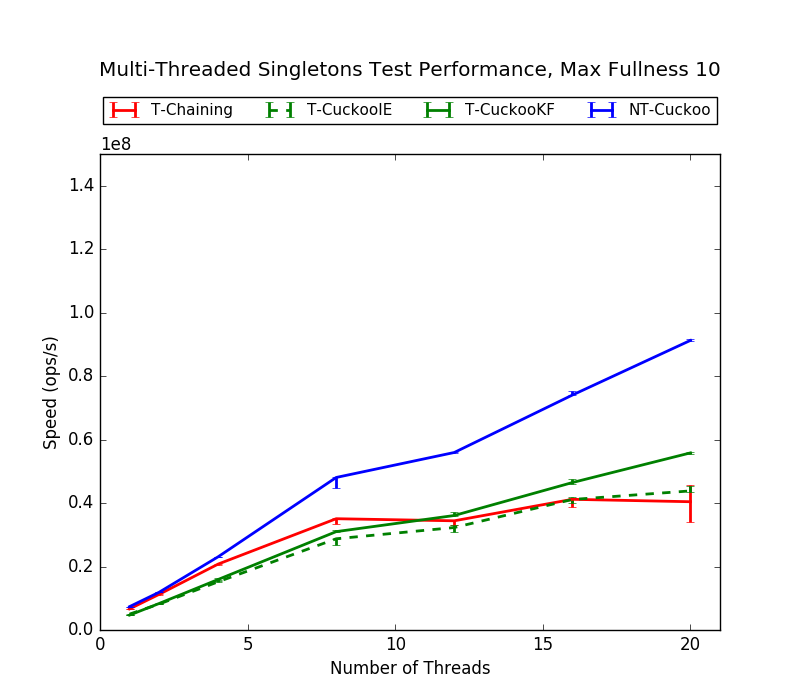 Multi-Threaded Singletons Test Performance, Max Fullness 10
T-Chaining T-CuckooIE T-CuckooKF NT-Cuckoo
1e8
1.4
1.2
1.0
0.8
0.6
0.4
0.2
0.0
Speed (ops/s)
0 5 10 15 20
Number of Threads